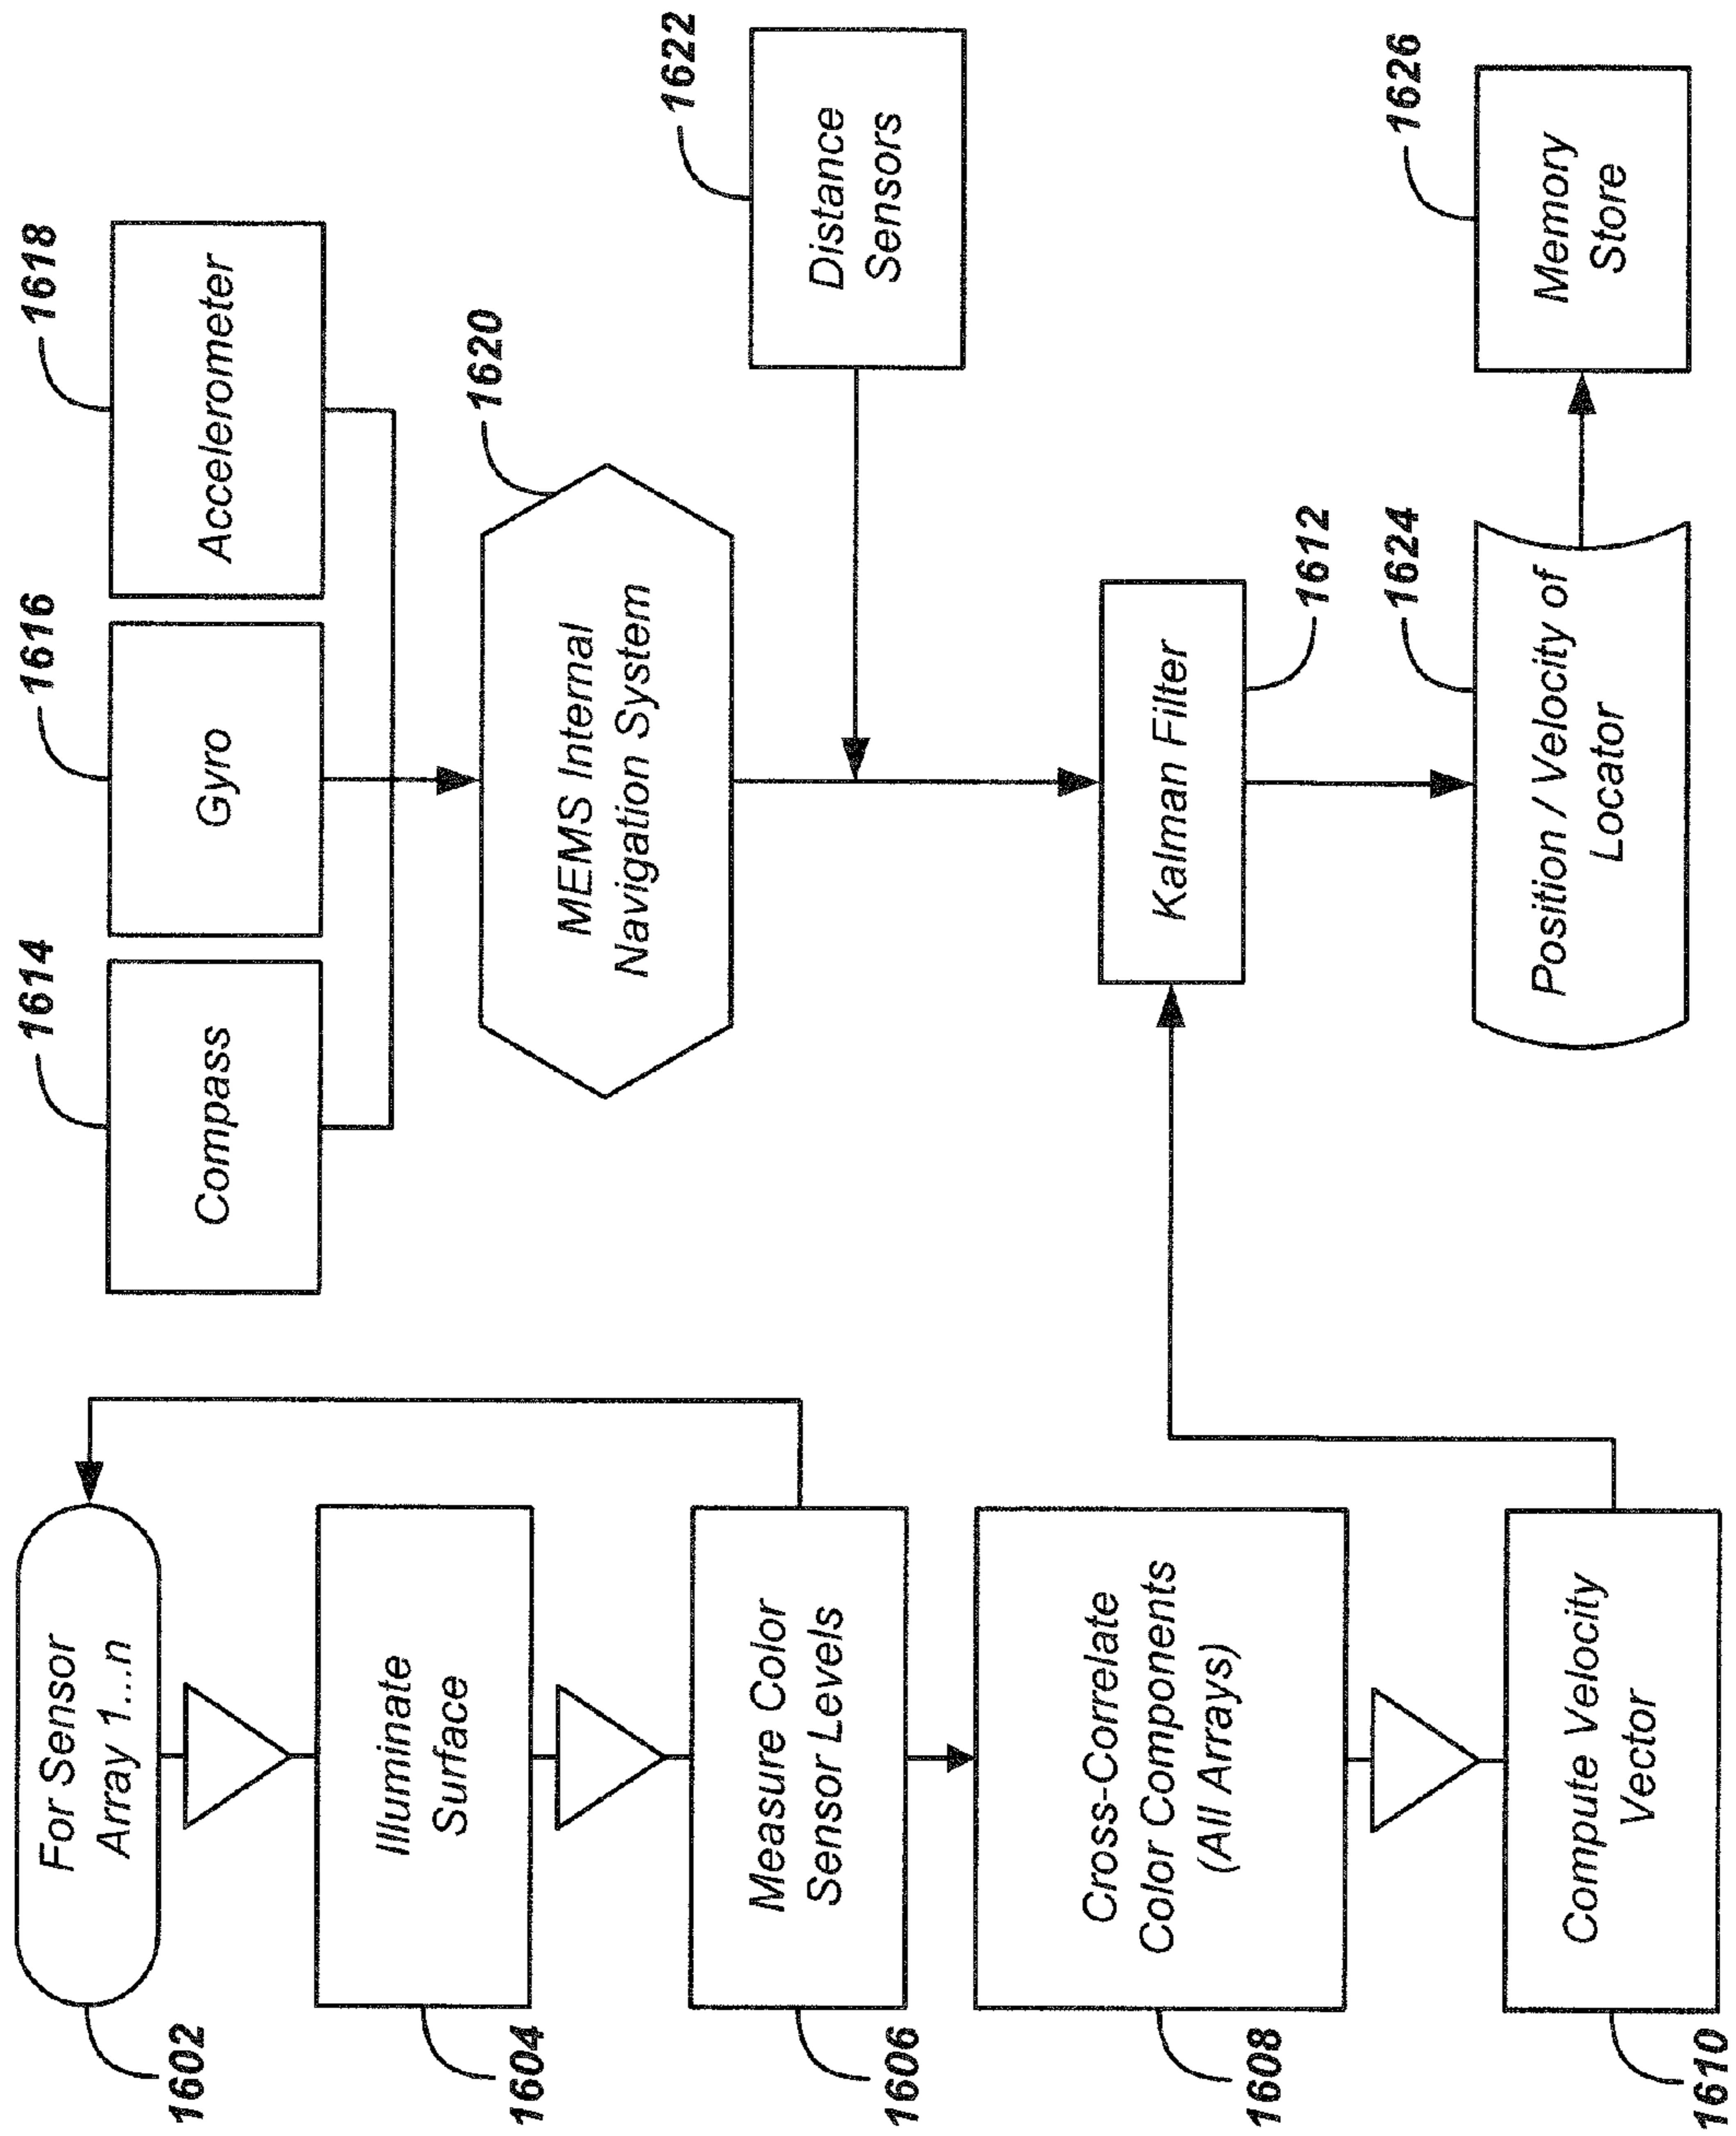 1602
For Sensor
Array 1...n
1604
Illuminate
Surface
1606
Measure Color
Sensor Levels
1608
Cross-Correlate
Color Components
(All Arrays)
1610
Compute Velocity
Vector
1614
Compass
1616
Gyro
1618
Accelerometer
1620
MEMS Internal
Navigation System
1622
Distance
Sensors
1612
Kalman Filter
1624
Position / Velocity of
Locator
1626
Memory
Store